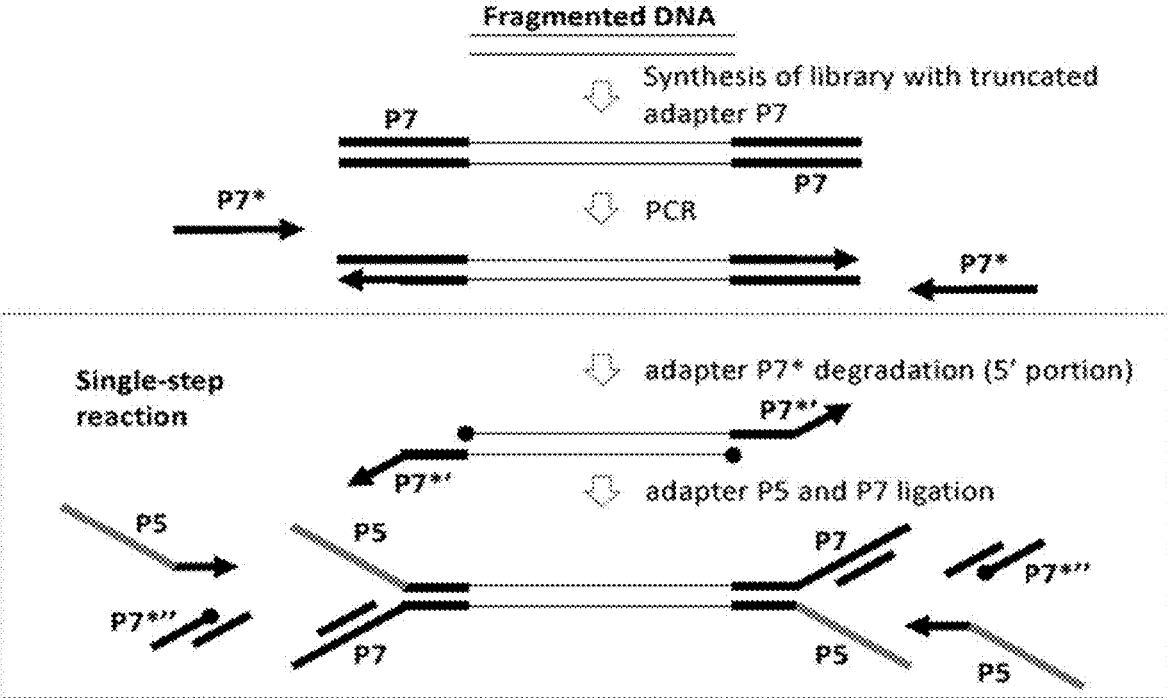 Fragmented DNA
Synthesis of library with truncated
adapter P7
P7
P7
P7*
PCR
P7*
Single-step
reaction
adapter P7* degradation (5' portion)
P7*'
P7*'
adapter P5 and P7 ligation
P5
P5
P7
P7*''
P7*''
P7
P5
P5